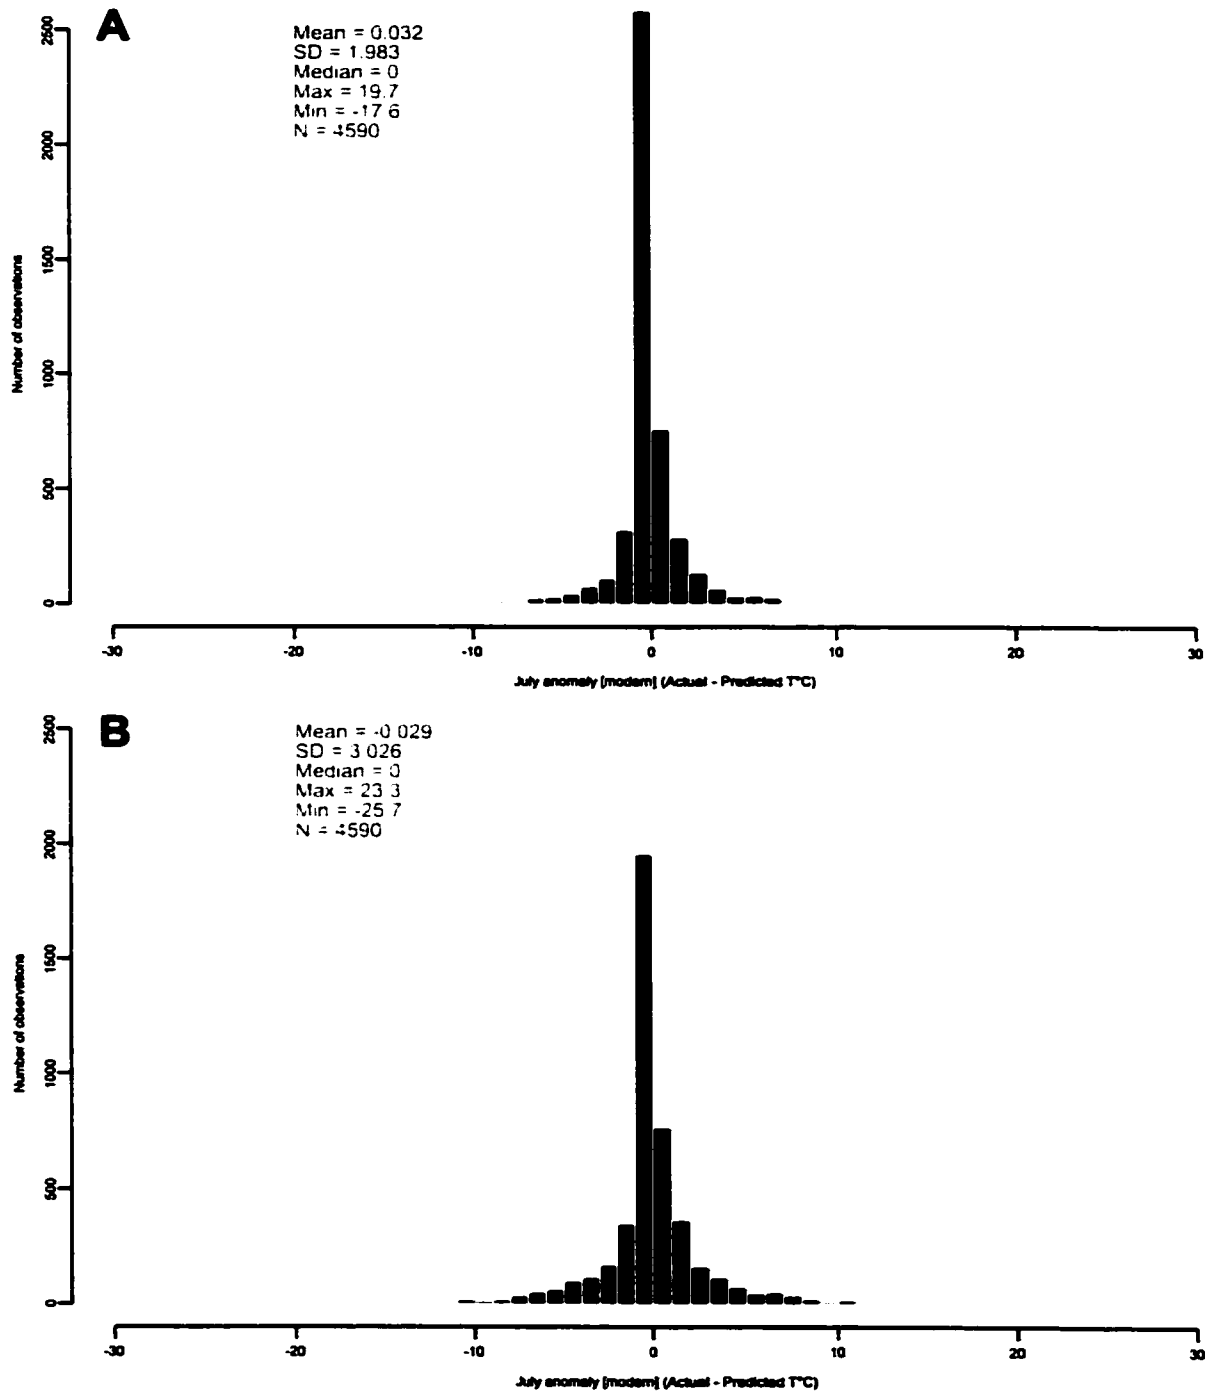 A
Mean = 0.032
SD = 1.983
Median = 0
Max = 19.7
Min = -17 6
N = 4590
2500
2000
1500
1000
500
0
Number of observations
-30 -20 -10 0 10 20 30
July anomaly [modern] (Actual - Predicted T°C)
B
Mean = -0 029
SD = 3 026
Median = 0
Max = 23 3
Min = -25 7
N = 4590
2500
2000
1500
1000
500
0
Number of observations
-30 -20 -10 0 10 20 30
July anomaly [modern] (Actual - Predicted T°C)